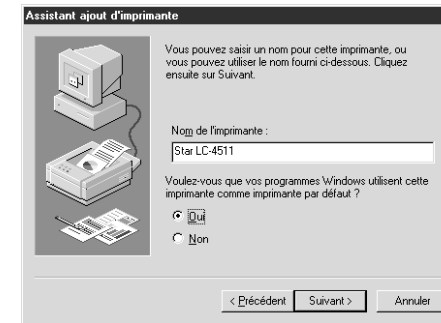 Assistant ajout d'imprimante
Vous pouvez saisir un nom pour cette imprimante, ou
vous pouvez utiliser le nom fourni ci-dessous. Cliquez
ensuite sur Suivant.
Nom de l'imprimante :
Star LC-4511
Voulez-vous que vos programmes Windows utilisent cette
imprimante comme imprimante par défaut ?
Oui
Non
< Précédent
Suivant >
Annuler